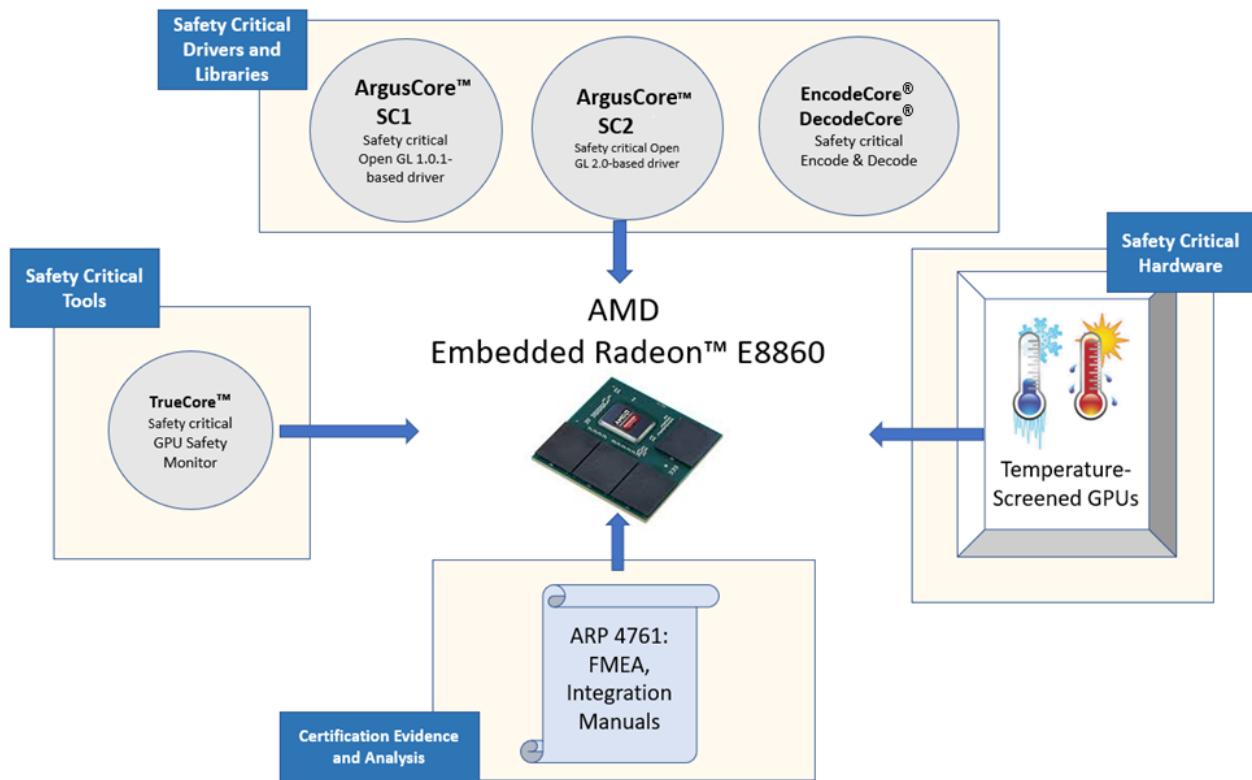 Safety Critical
Drivers and
Libraries
ArgusCore™
SC1
Safety critical
Open GL 1.0.1-
based driver
ArgusCore™
SC2
Safety critical Open
GL 2.0-based driver
EncodeCore®
DecodeCore®
Safety critical
Encode & Decode
Safety Critical
Tools
TrueCore™
Safety critical
GPU Safety
Monitor
AMD
Embedded Radeon™ E8860
AMD
Safety Critical
Hardware
Temperature-
Screened GPUs
ARP 4761:
FMEA,
Integration
Manuals
Certification Evidence
and Analysis